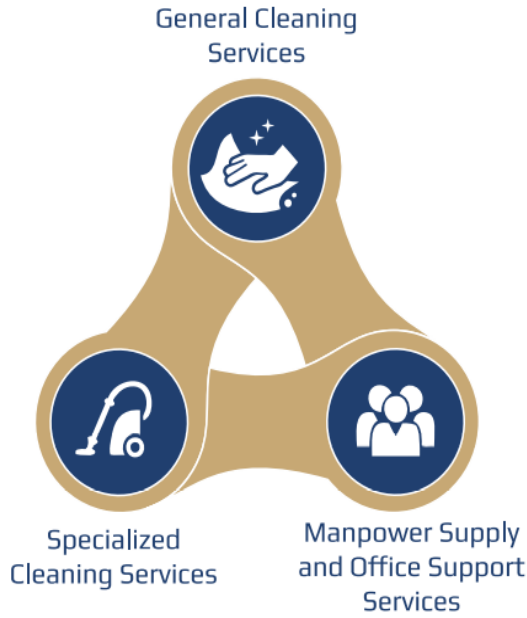 General Cleaning
Services
Specialized
Cleaning Services
Manpower Supply
and Office Support
Services